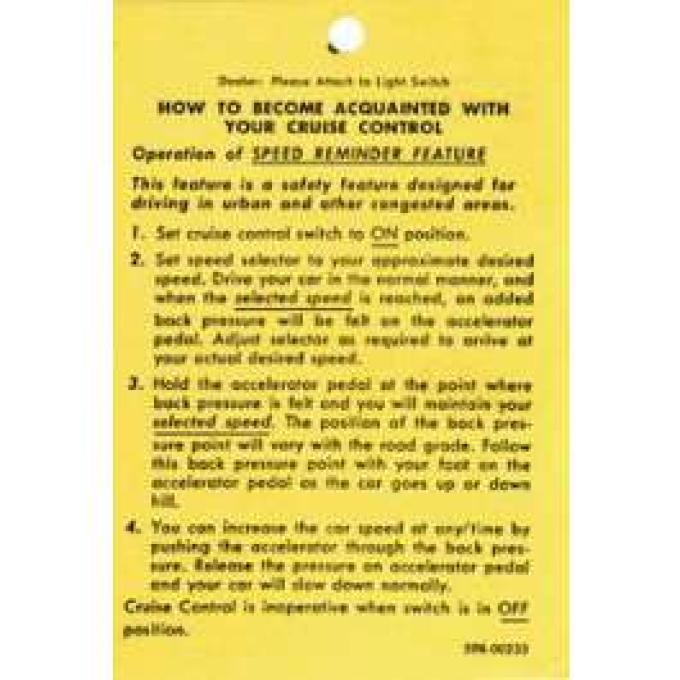 Dealer: Please Attach to Light Switch
HOW TO BECOME ACQUAINTED WITH
YOUR CRUISE CONTROL
Operation of SPEED REMINDER FEATURE
This feature is a safety feature designed for
driving in urban and other congested areas.
1. Set cruise control switch to ON position.
2. Set speed selector to your approximate desired
speed. Drive your car in the normal manner, and
when the selected speed is reached, an added
back pressure will be felt on the accelerator
pedal. Adjust selector as required to arrive at
your actual desired speed.
3. Hold the accelerator pedal at the point where
back pressure is felt and you will maintain your
selected speed. The position of the back pres-
sure point will vary with the road grade. Follow
this back pressure point with your foot on the
accelerator pedal as the car goes up or down
hill.
4. You can increase the car speed at any time by
pushing the accelerator through the back pres-
sure. Release the pressure on accelerator pedal
and your car will slow down normally.
Cruise Control is inoperative when switch is in OFF
position.